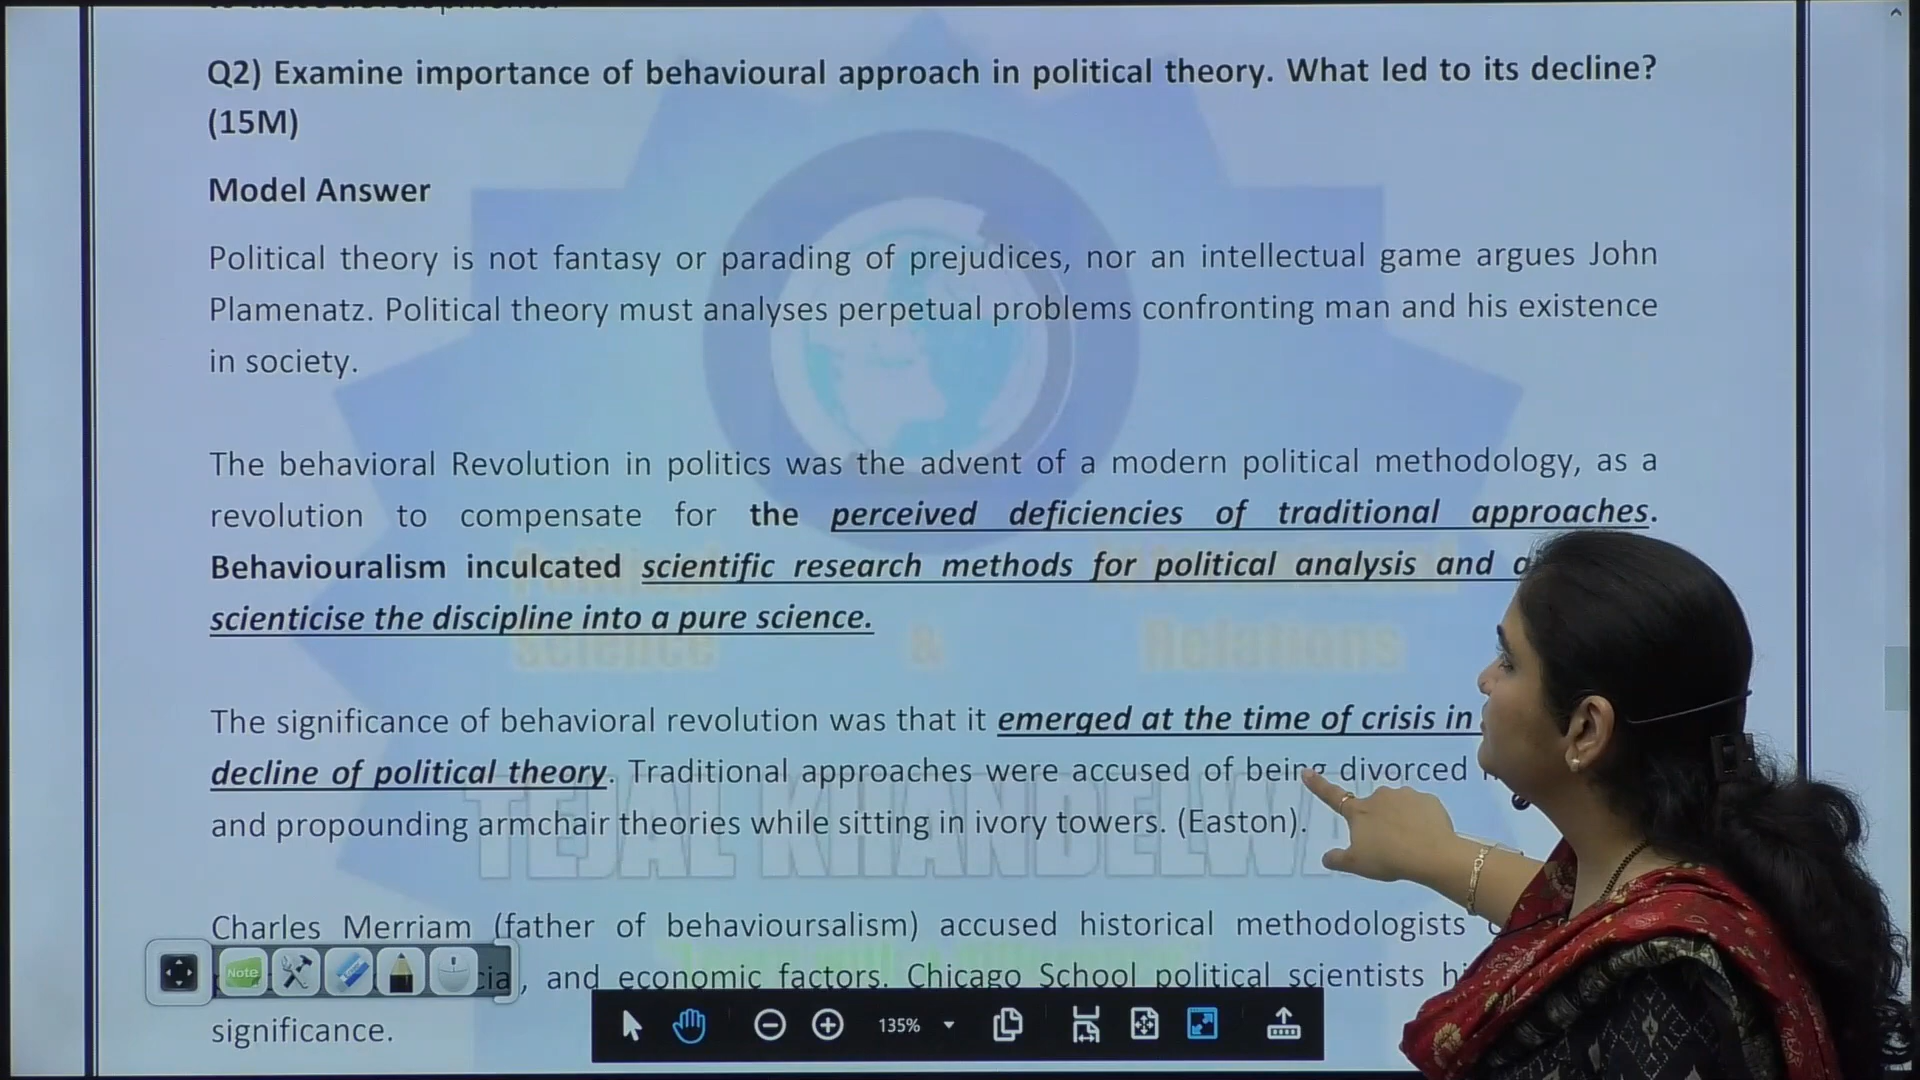 Q2) Examine importance of behavioural approach in political theory. What led to its decline?
(15M)
Model Answer
Political theory is not fantasy or parading of prejudices, nor an intellectual game argues John
Plamenatz. Political theory must analyses perpetual problems confronting man and his existence
in society.
The behavioral Revolution in politics was the advent of a modern political methodology, as a
revolution to compensate for the perceived deficiencies of traditional approaches.
Behaviouralism inculcated scientific research methods for political analysis and
scienticise the discipline into a pure science.
Political
Science & Relations
The significance of behavioral revolution was that it emerged at the time of crisis in
decline of political theory. Traditional approaches were accused of being divorced
and propounding armchair theories while sitting in ivory towers. (Easton).
TEJAL KHANDELWA
Charles Merriam (father of behavioursalism) accused historical methodologists
, and economic factors. Chicago School political scientists
significance.
Note
135%